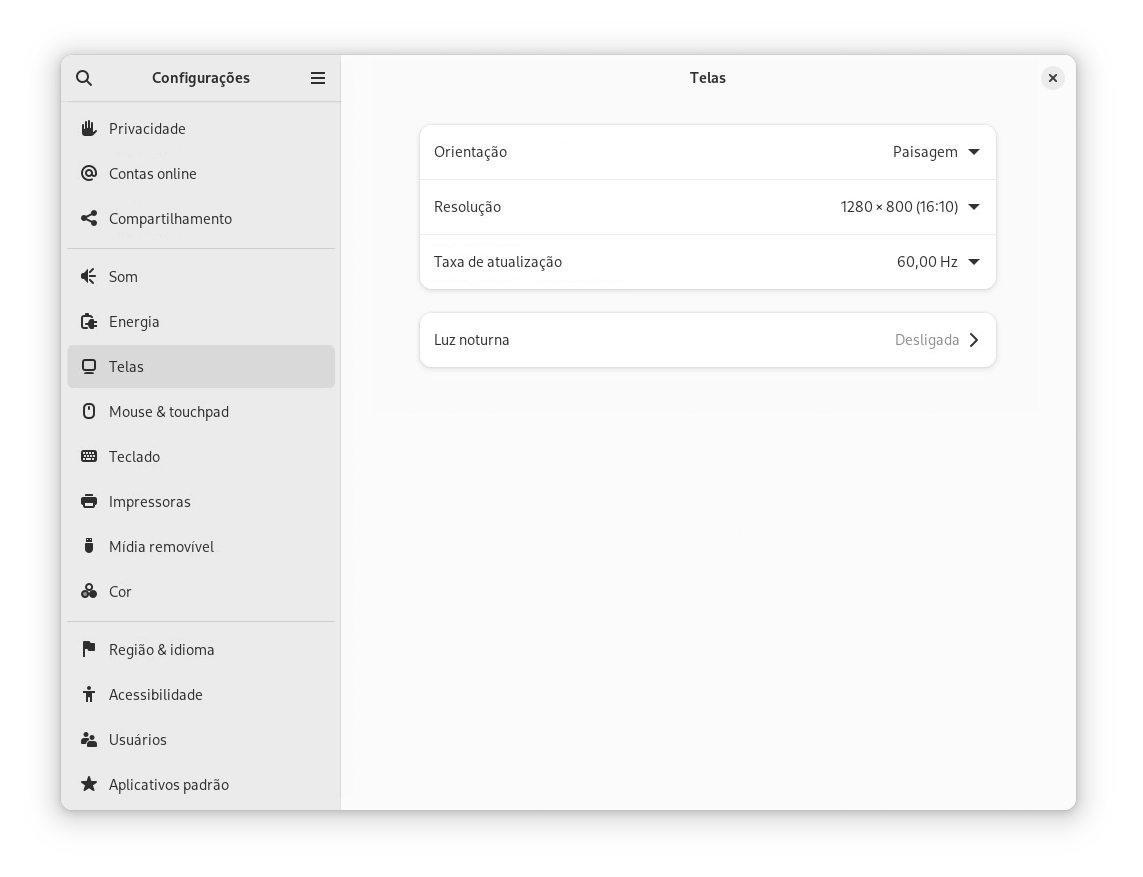 Configurações
Privacidade
Contas online
Compartilhamento
Som
Energia
Telas
Mouse & touchpad
Teclado
Impressoras
Mídia removível
Cor
Região & idioma
Acessibilidade
Usuários
Aplicativos padrão
Telas
Orientação Paisagem
Resolução 1280 × 800 (16:10)
Taxa de atualização 60,00 Hz
Luz noturna Desligada